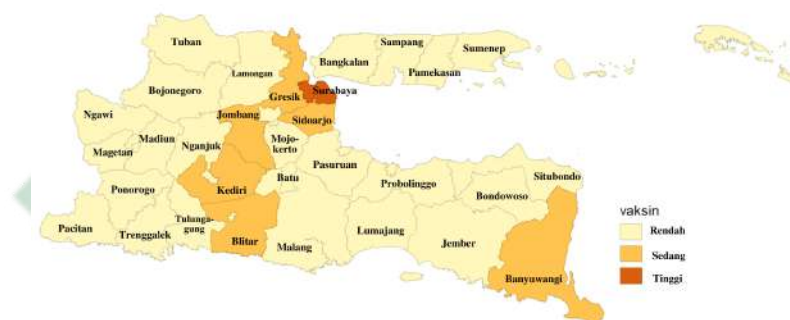 Tuban
Lamongan
Bangkalan
Sampang
Sumenep
Pamekasan
Bojonegoro
Gresik
Surabaya
Ngawi
Jombang
Sidoarjo
Madiun
Nganjuk
Mojo-
kerto
Magetan
Pasuruan
Ponorogo
Kediri
Batu
Probolinggo
Situbondo
Bondowoso
Pacitan
Trenggalek
Tulunga-
gung
Blitar
Malang
Lumajang
Jember
Banyuwangi
vaksin
Rendah
Sedang
Tinggi